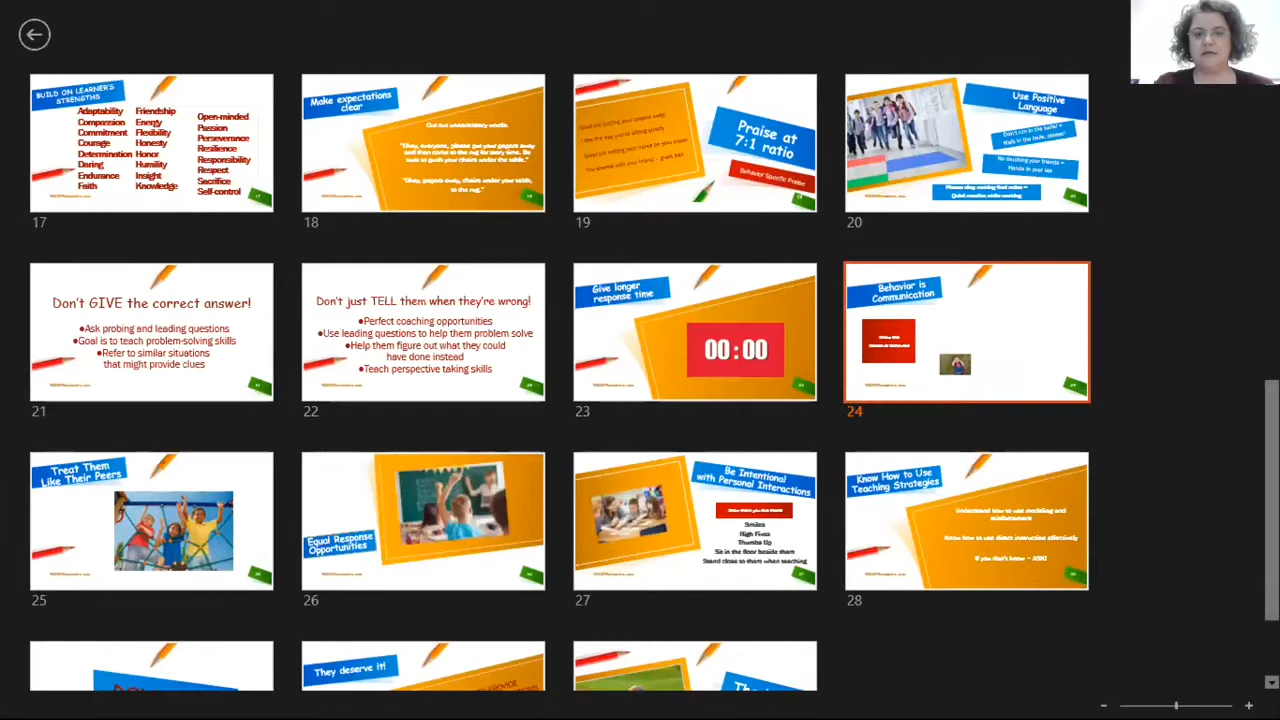 BUILD ON LEARNER'S
STRENGTHS
Adaptability
Compassion
Commitment
Courage
Determination
Daring
Endurance
Faith
Friendship
Energy
Flexibility
Honesty
Honor
Humility
Insight
Knowledge
Open-minded
Passion
Perseverance
Resilience
Responsibility
Respect
Sacrifice
Self-control
17
Make expectations
clear
Cut out unnecessary words.
"Okay, everyone, please put your papers away
and then come to the rug for story time. Be
sure to push your chairs under the table."
"Okay, papers away, chairs under your table,
to the rug."
18
Praise at
7:1 ratio
Behavior Specific Praise
19
Use Positive
Language
Don't run in the halls! =
Walk in the halls, please!
No touching your friends =
Hands in your lap
Please stop making that noise =
Quiet mouths while working
20
Don't GIVE the correct answer!
●Ask probing and leading questions
●Goal is to teach problem-solving skills
●Refer to similar situations
that might provide clues
21
Don't just TELL them when they're wrong!
●Perfect coaching opportunities
●Use leading questions to help them problem solve
●Help them figure out what they could
have done instead
●Teach perspective taking skills
22
Give longer
response time
00:00
23
Behavior is
Communication
24
Treat Them
Like Their Peers
25
Equal Response
Opportunities
26
Be Intentional
with Personal Interactions
Smiles
High Fives
Thumbs Up
Sit in the floor beside them
Stand close to them when teaching
27
Know How to Use
Teaching Strategies
Understand how to use modeling and
reinforcement
Know how to use direct instruction effectively
If you don't know – ASK!
28
They deserve it!